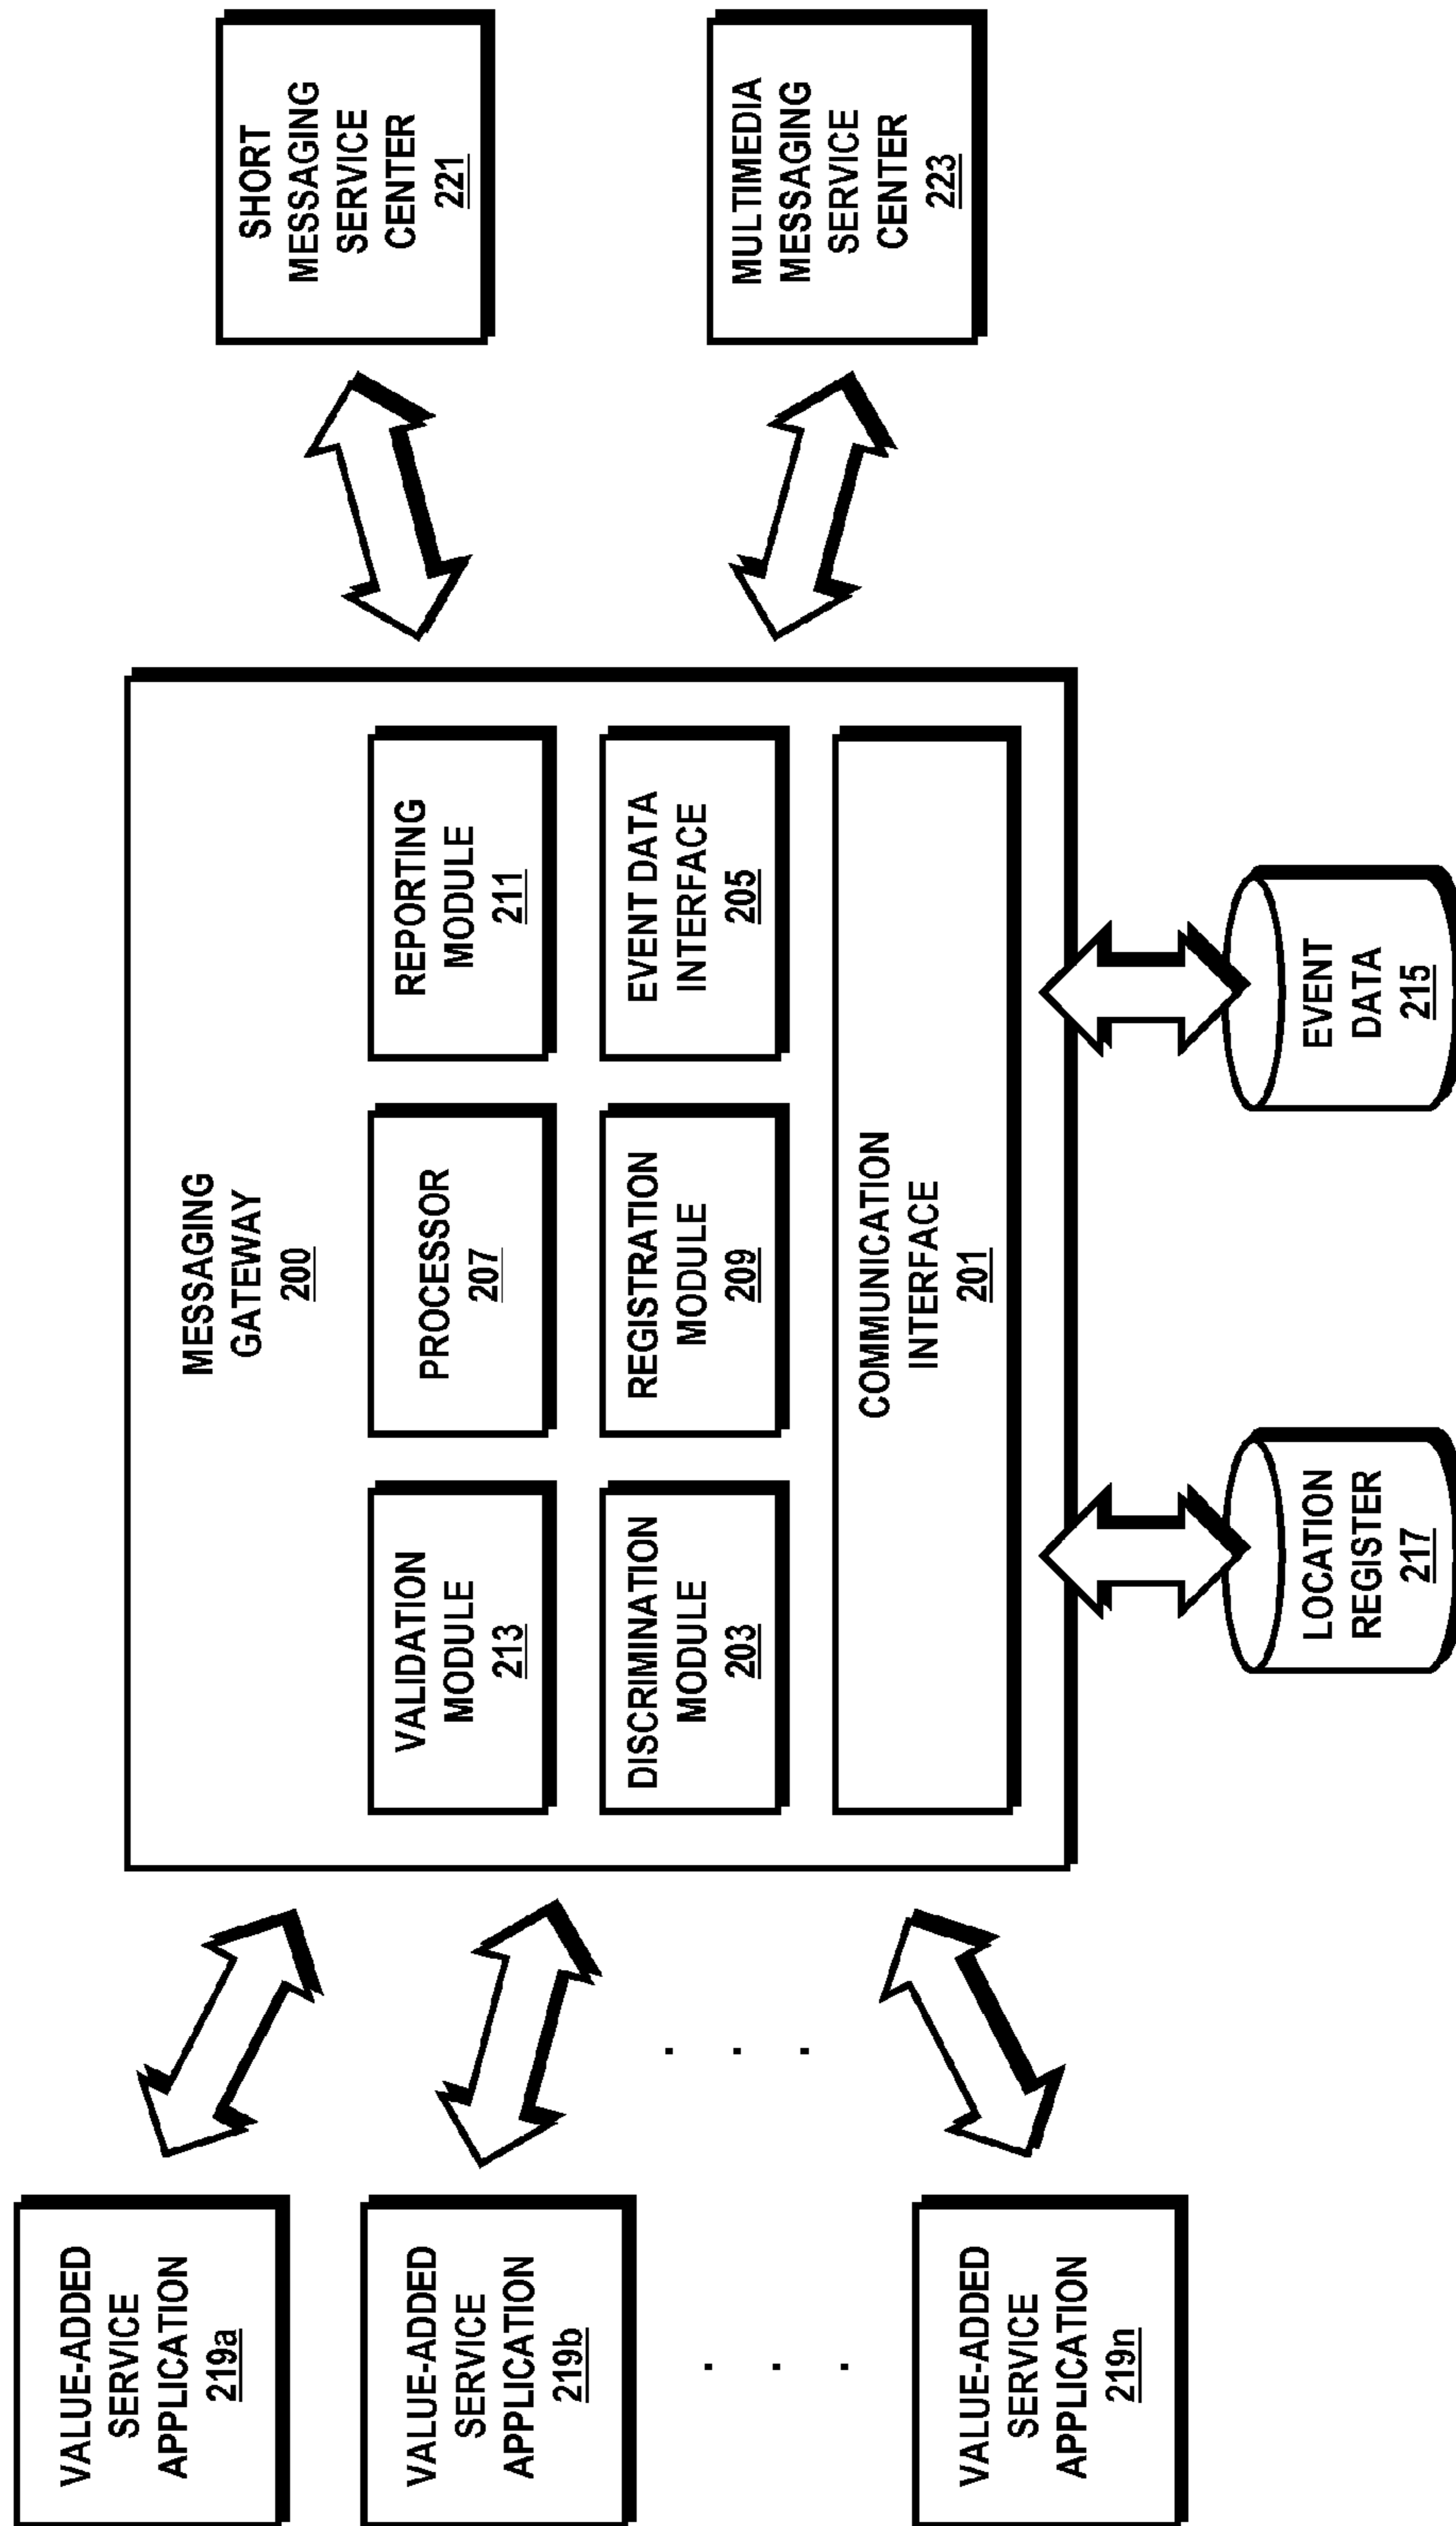 VALUE-ADDED
SERVICE
APPLICATION
219a
VALUE-ADDED
SERVICE
APPLICATION
219b
. . .
VALUE-ADDED
SERVICE
APPLICATION
219n
. . .
MESSAGING
GATEWAY
200
VALIDATION
MODULE
213
PROCESSOR
207
REPORTING
MODULE
211
DISCRIMINATION
MODULE
203
REGISTRATION
MODULE
209
EVENT DATA
INTERFACE
205
COMMUNICATION
INTERFACE
201
LOCATION
REGISTER
217
EVENT
DATA
215
SHORT
MESSAGING
SERVICE
CENTER
221
MULTIMEDIA
MESSAGING
SERVICE
CENTER
223